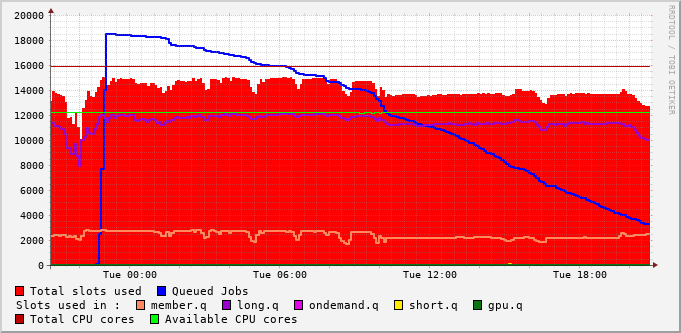 20000
18000
16000
14000
12000
10000
8000
6000
4000
2000
0
Tue 00:00 Tue 06:00 Tue 12:00 Tue 18:00
RRDTOOL / TOBI OETIKER
Total slots used Queued Jobs
Slots used in : member.q long.q ondemand.q short.q gpu.q
Total CPU cores Available CPU cores